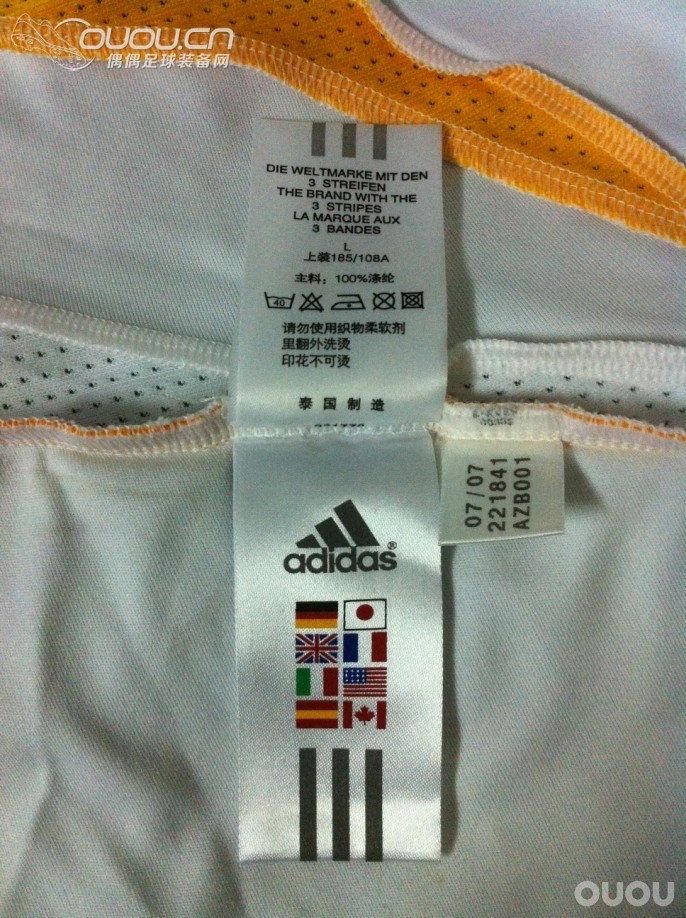 OUOU.CN
偶偶足球装备网
DIE WELTMARKE MIT DEN
3 STREIFEN
THE BRAND WITH THE
3 STRIPES
LA MARQUE AUX
3 BANDES
L
上装185/108A
主料：100%涤纶
40
请勿使用织物柔软剂
里翻外洗烫
印花不可烫
泰国制造
07/07
221841
AZB001
adidas®
OUOU